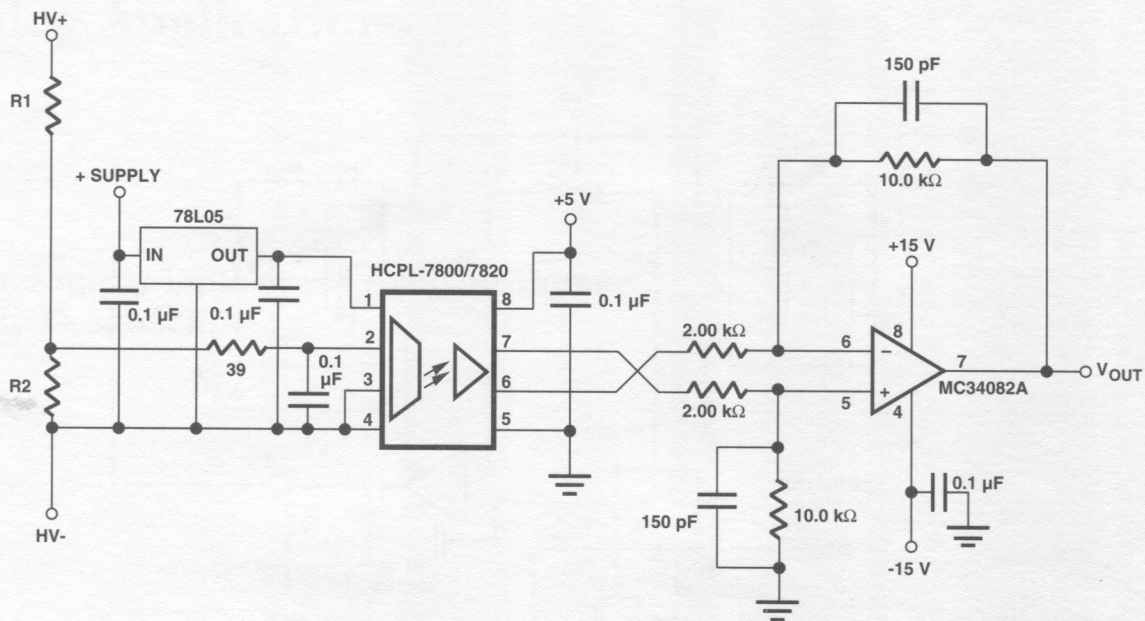 HV+
R1
+ SUPPLY
78L05
IN
OUT
0.1 µF
0.1 µF
39
0.1
µF
R2
HV-
HCPL-7800/7820
1
2
3
4
8
7
6
5
+5 V
0.1 µF
2.00 kΩ
2.00 kΩ
150 pF
10.0 kΩ
150 pF
10.0 kΩ
+15 V
6
5
8
4
7
−
+
MC34082A
V OUT
0.1 µF
-15 V